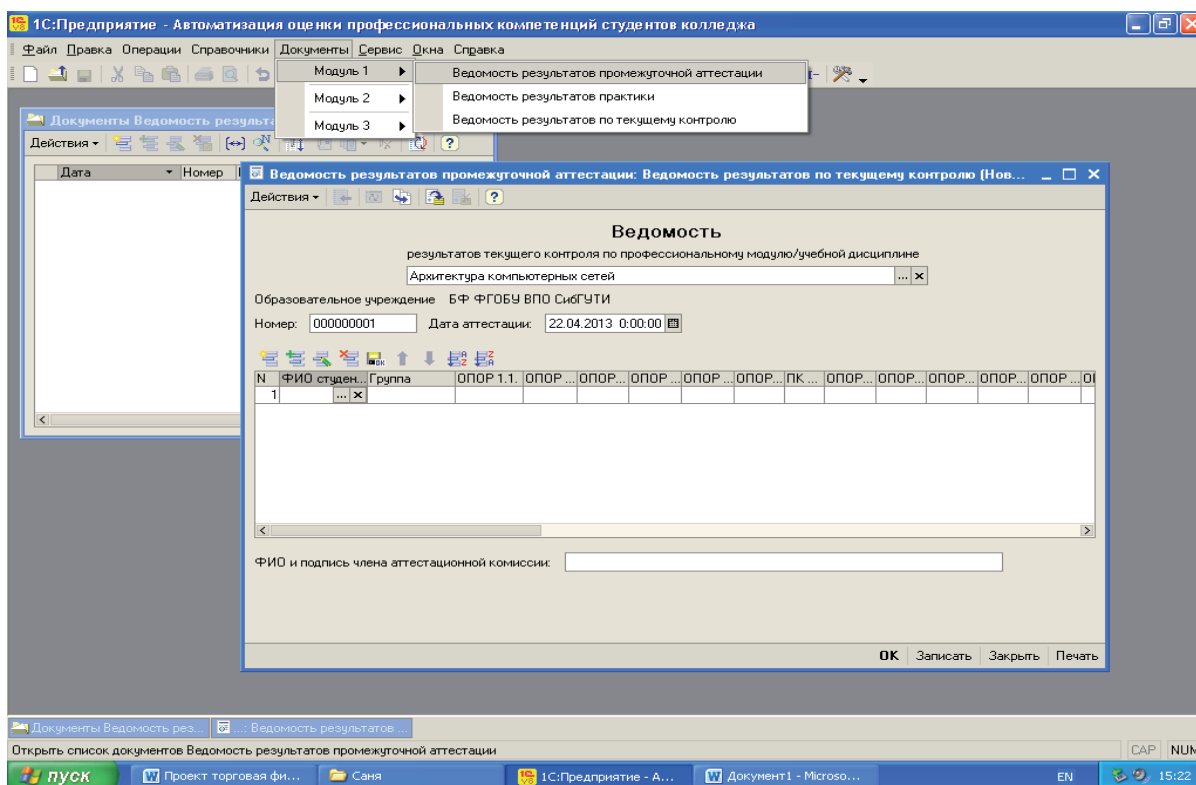 1С:Предприятие - Автоматизация оценки профессиональных компетенций студентов колледжа
Файл Правка Операции Справочники Документы Сервис Окна Справка
Модуль 1
Модуль 2
Модуль 3
Ведомость результатов промежуточной аттестации
Ведомость результатов практики
Ведомость результатов по текущему контролю
Документы Ведомость резуль
Действия
Дата Номер
Ведомость результатов промежуточной аттестации: Ведомость результатов по текущему контролю (Нов...
Действия
Ведомость
результатов текущего контроля по профессиональному модулю/учебной дисциплине
Архитектура компьютерных сетей ...
Образовательное учреждение БФ ФГОБУ ВПО СибГУТИ
Номер: 000000001 Дата аттестации: 22.04.2013 0:00:00
N ФИО студен... Группа ОПОР 1.1. ОПОР ... ОПОР... ОПОР ... ОПОР... ОПОР... ПК ... ОПОР... ОПОР... ОПОР... ОПОР... ОПОР ...
1 ...
ФИО и подпись члена аттестационной комиссии:
OK Записать Закрыть Печать
Документы Ведомость рез... ...: Ведомость результатов ...
Открыть список документов Ведомость результатов промежуточной аттестации
CAP NUM
пуск Проект торговая фи... Саня 1С:Предприятие - А... Документ1 - Microso... EN 15:22